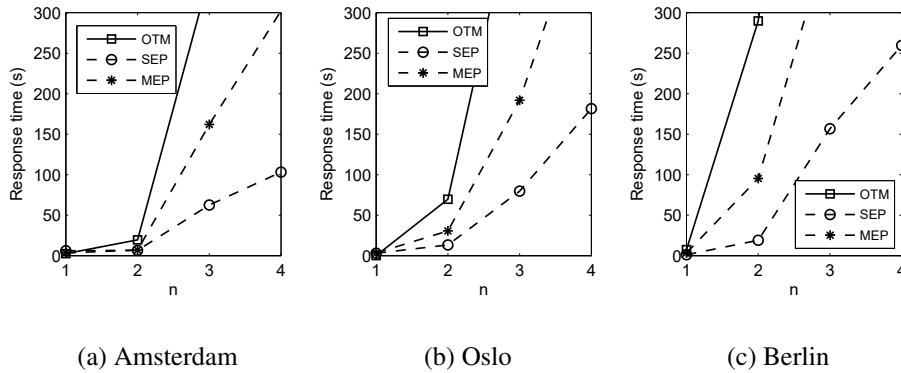 Response time (s)
300
250
200
150
100
50
0
OTM
SEP
MEP
1 2 3 4
n
(a) Amsterdam
Response time (s)
300
250
200
150
100
50
0
OTM
SEP
MEP
1 2 3 4
n
(b) Oslo
Response time (s)
300
250
200
150
100
50
0
OTM
SEP
MEP
1 2 3 4
n
(c) Berlin